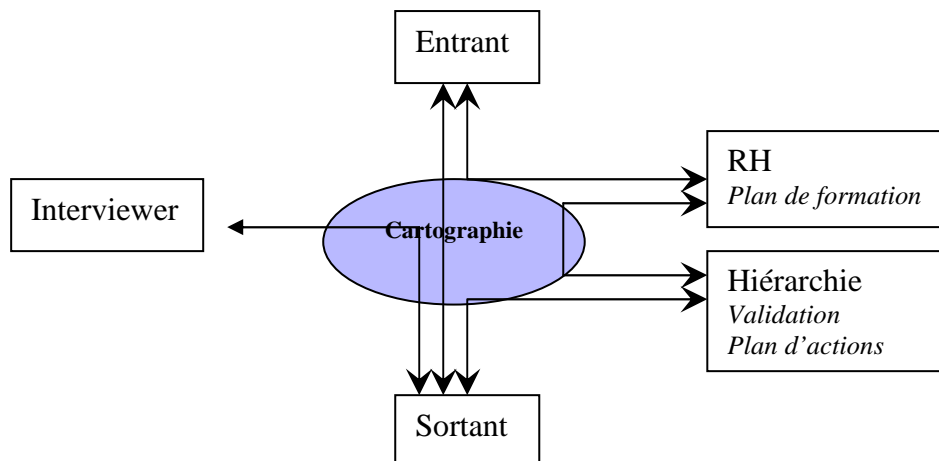 Entrant
RH
Plan de formation
Interviewer
Cartographie
Hiérarchie
Validation
Plan d'actions
Sortant